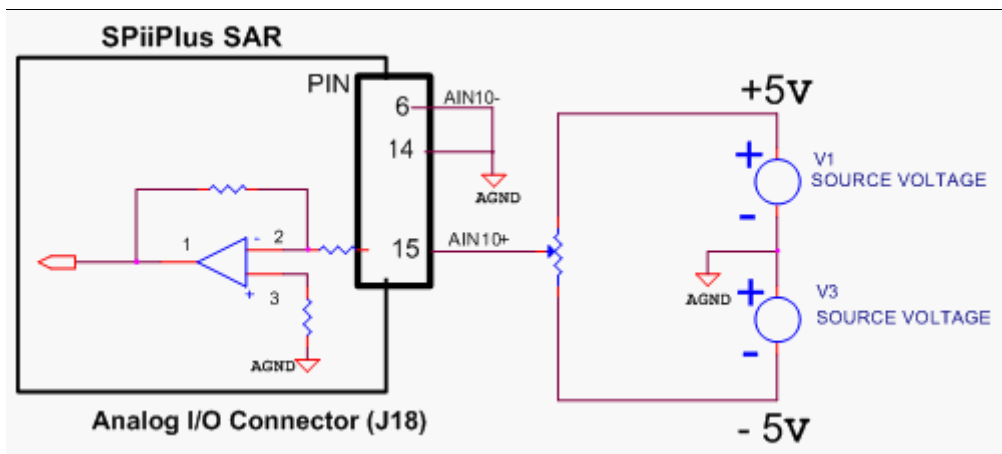 SPiiPlus SAR
PIN
6
AIN10-
14
AGND
15
AIN10+
1
-
2
+
3
AGND
+5v
+
V1
SOURCE VOLTAGE
-
AGND
+
V3
SOURCE VOLTAGE
-
- 5v
Analog I/O Connector (J18)